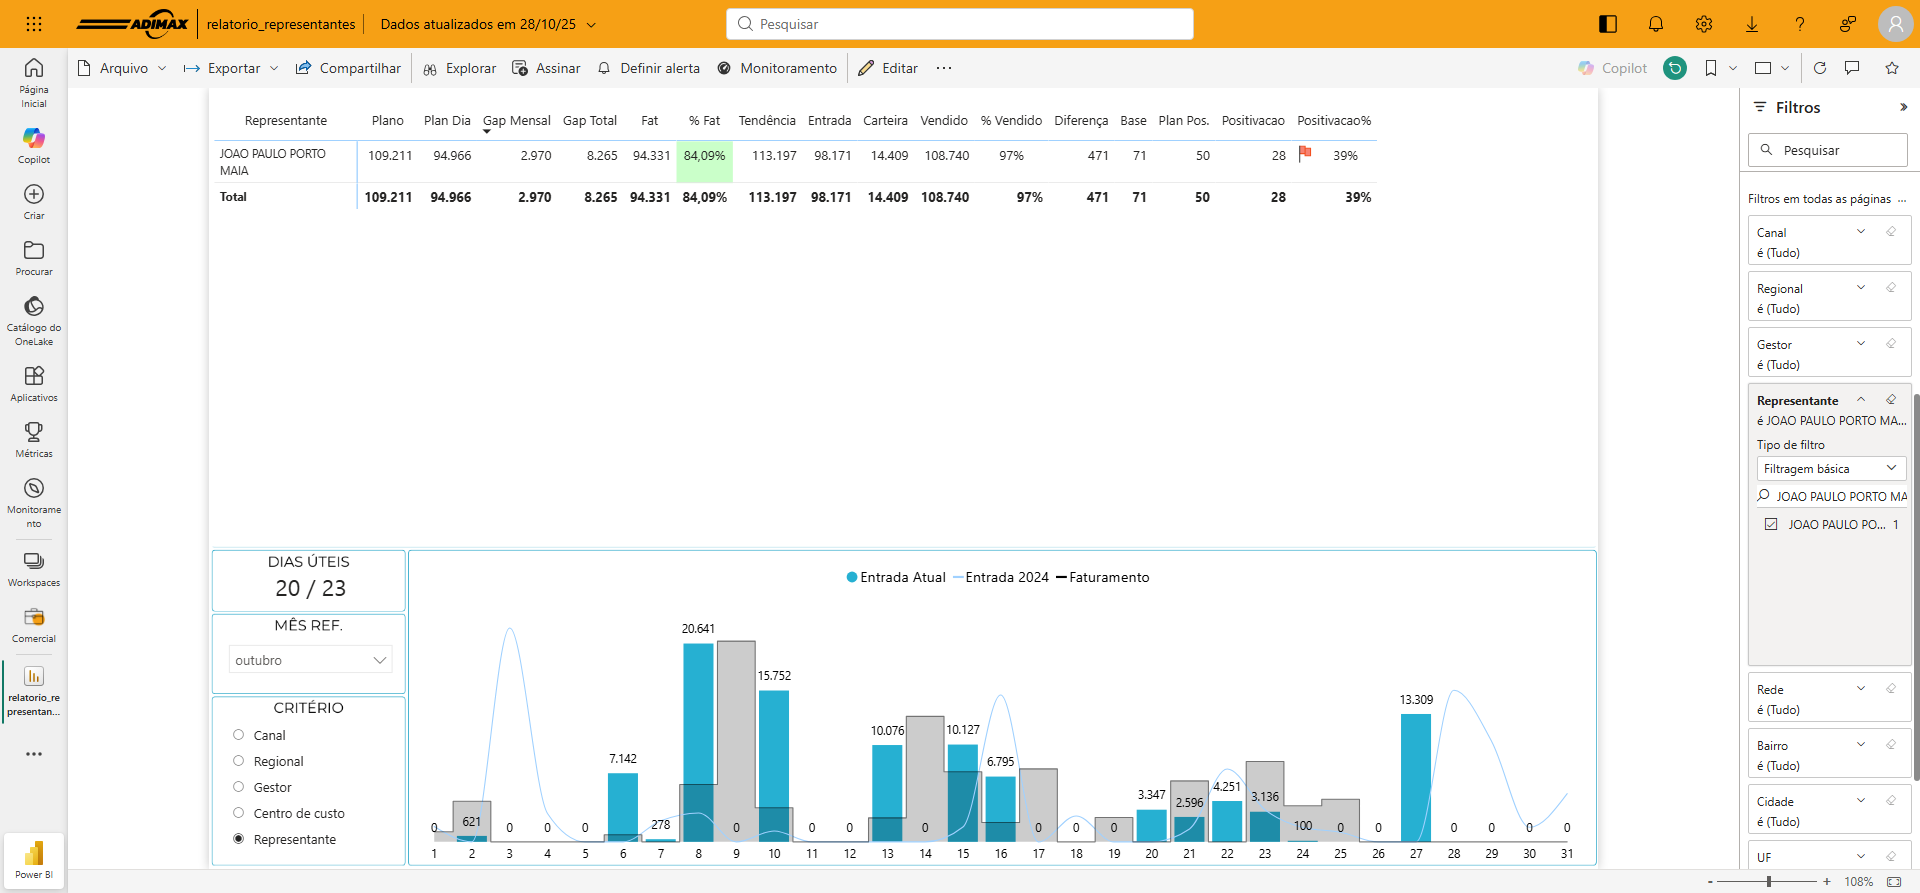 ADIMAX
relatorio_representantes
Dados atualizados em 28/10/25
Pesquisar
Arquivo
Exportar
Compartilhar
Explorar
Assinar
Definir alerta
Monitoramento
Editar
Copilot
Página
Inicial
Copilot
Criar
Procurar
Catálogo do
OneLake
Aplicativos
Métricas
Monitorame
nto
Workspaces
Comercial
relatorio_re
presentan...
Power BI
Representante Plano Plan Dia Gap Mensal Gap Total Fat % Fat Tendência Entrada Carteira Vendido % Vendido Diferença Base Plan Pos. Positivacao Positivacao%
JOAO PAULO PORTO
MAIA
109.211 94.966 2.970 8.265 94.331 84,09% 113.197 98.171 14.409 108.740 97% 471 71 50 28 39%
Total 109.211 94.966 2.970 8.265 94.331 84,09% 113.197 98.171 14.409 108.740 97% 471 71 50 28 39%
DIAS ÚTEIS
20 / 23
MÊS REF.
outubro
CRITÉRIO
Canal
Regional
Gestor
Centro de custo
Representante
Entrada Atual Entrada 2024 Faturamento
0 621 0 0 0 7.142 278 20.641 0 15.752 0 0 10.076 0 10.127 6.795 0 0 0 3.347 2.596 4.251 3.136 100 0 0 13.309 0 0 0 0
1 2 3 4 5 6 7 8 9 10 11 12 13 14 15 16 17 18 19 20 21 22 23 24 25 26 27 28 29 30 31
Filtros
Pesquisar
Filtros em todas as páginas ...
Canal
é (Tudo)
Regional
é (Tudo)
Gestor
é (Tudo)
Representante
é JOAO PAULO PORTO MA...
Tipo de filtro
Filtragem básica
JOAO PAULO PORTO MA
JOAO PAULO PO... 1
Rede
é (Tudo)
Bairro
é (Tudo)
Cidade
é (Tudo)
UF
- + 108%